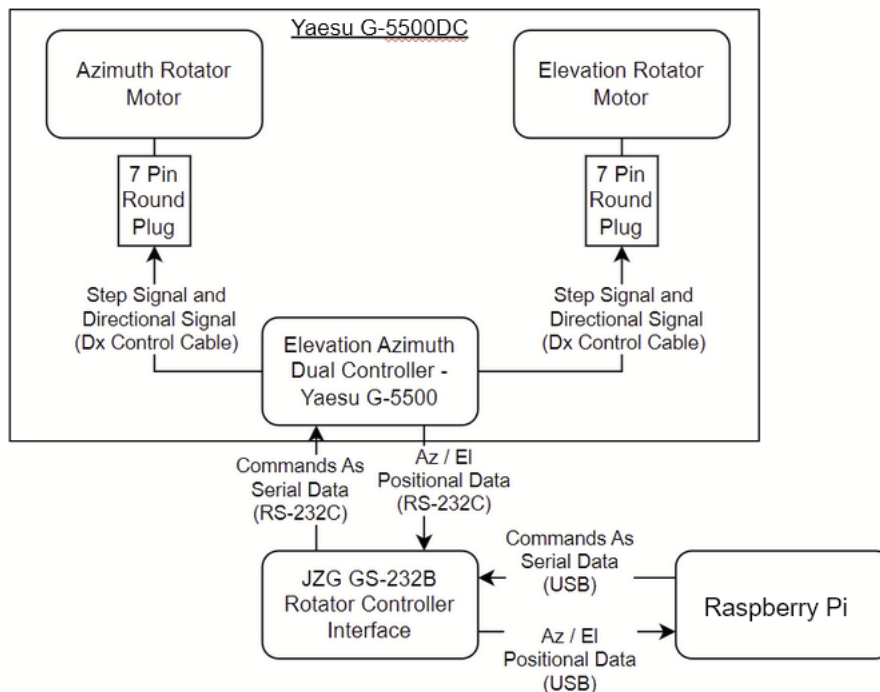 Yaesu G-5500DC
Azimuth Rotator
Motor
Elevation Rotator
Motor
7 Pin
Round
Plug
7 Pin
Round
Plug
Step Signal and
Directional Signal
(Dx Control Cable)
Step Signal and
Directional Signal
(Dx Control Cable)
Elevation Azimuth
Dual Controller -
Yaesu G-5500
Commands As
Serial Data
(RS-232C)
Az / El
Positional Data
(RS-232C)
Commands As
Serial Data
(USB)
JZG GS-232B
Rotator Controller
Interface
Raspberry Pi
Az / El
Positional Data
(USB)